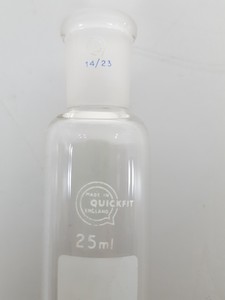 14/23
MADE IN
QUICKFIT
ENGLAND
25ml